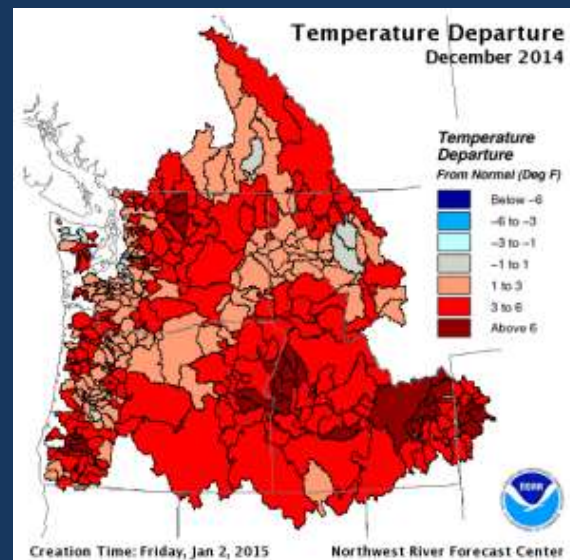 Temperature Departure
December 2014
Temperature
Departure
From Normal (Deg F)
Below -6
-6 to -3
-3 to -1
-1 to 1
1 to 3
3 to 6
Above 6
NOAA
Creation Time: Friday, Jan 2, 2015
Northwest River Forecast Center